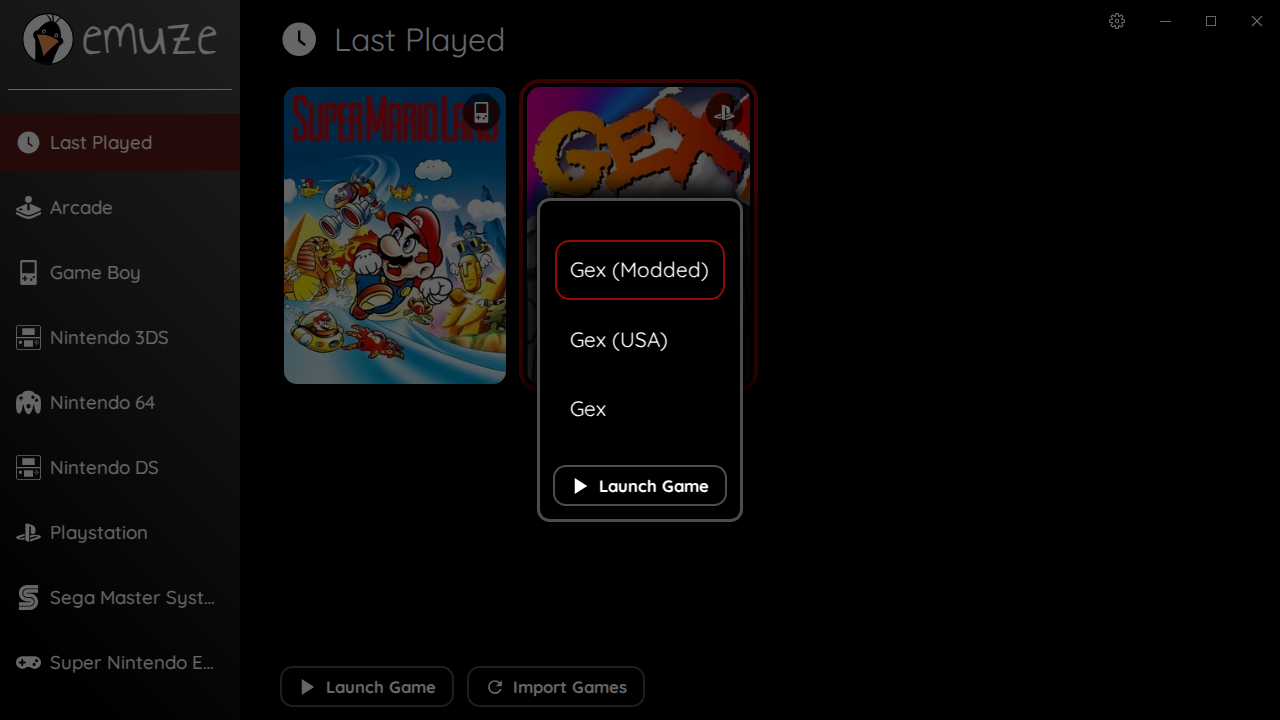 emuze
Last Played
Arcade
Game Boy
Nintendo 3DS
Nintendo 64
Nintendo DS
Playstation
Sega Master Syst...
Super Nintendo E...
Last Played
SUPER MARIO LAND
GEX
Gex (Modded)
Gex (USA)
Gex
Launch Game
Launch Game
Import Games